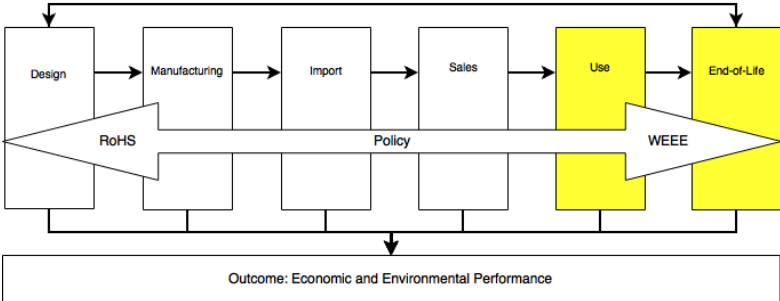 Design
Manufacturing
Import
Sales
Use
End-of-Life
RoHS
Policy
WEEE
Outcome: Economic and Environmental Performance